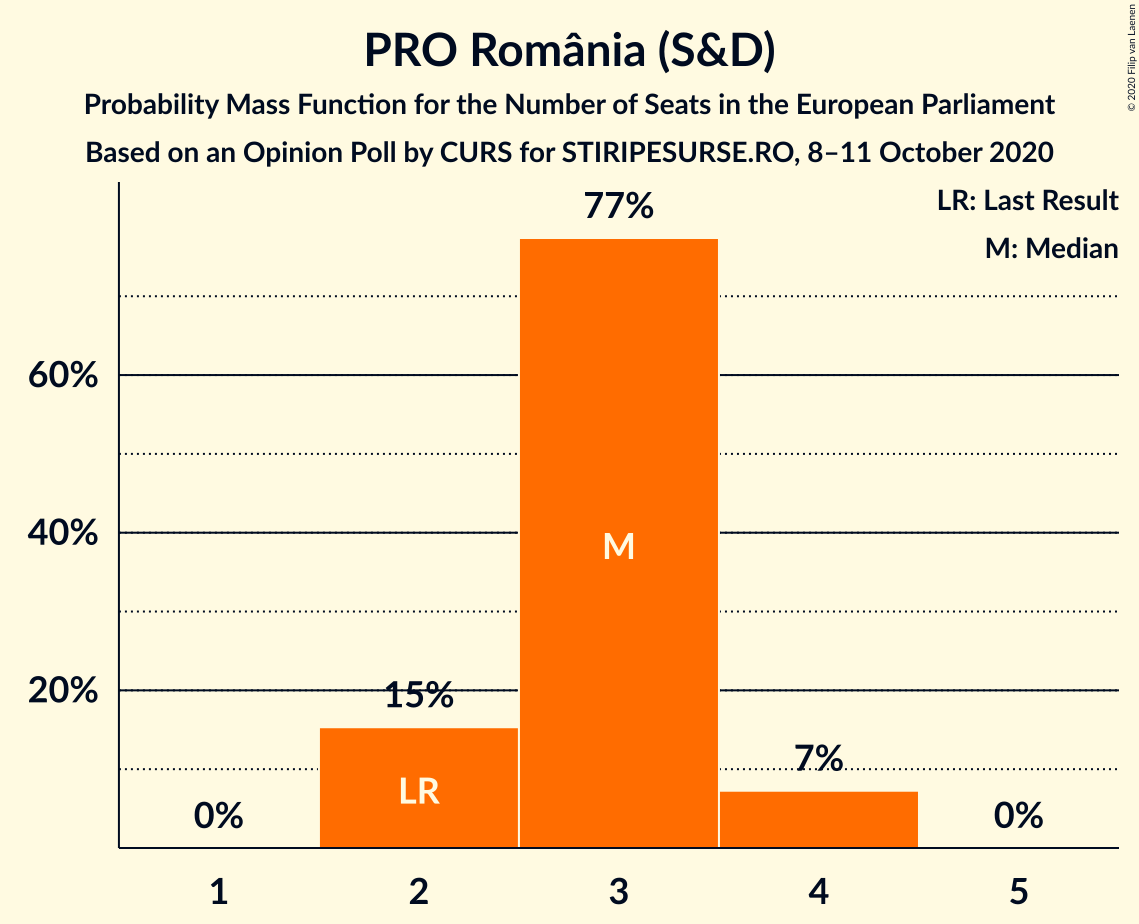 PRO România (S&D)
Probability Mass Function for the Number of Seats in the European Parliament
Based on an Opinion Poll by CURS for STIRIPESURSE.RO, 8–11 October 2020
© 2020 Filip van Laenen
LR: Last Result
M: Median
77%
60%
40%
M
20%
15%
7%
LR
0%
0%
1
2
3
4
5